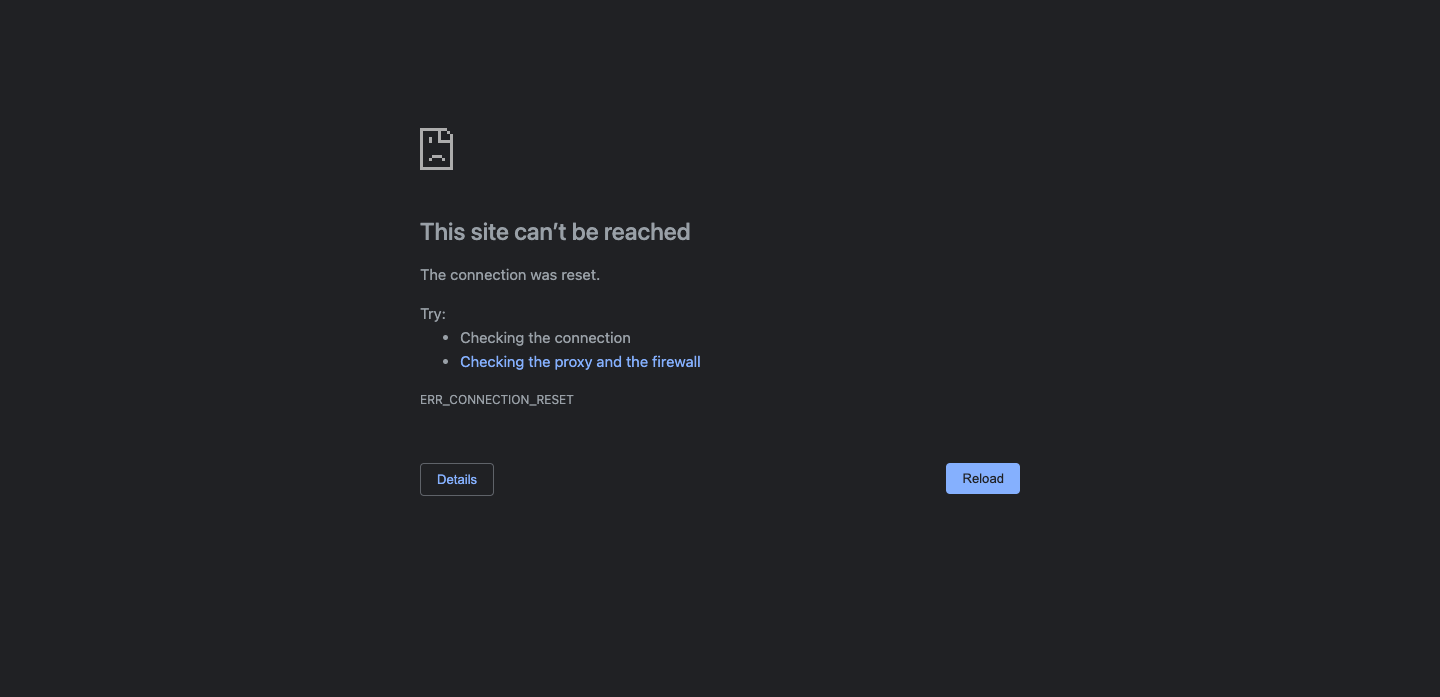 This site can’t be reached
The connection was reset.
Try:
• Checking the connection
• Checking the proxy and the firewall
ERR_CONNECTION_RESET
Details
Reload